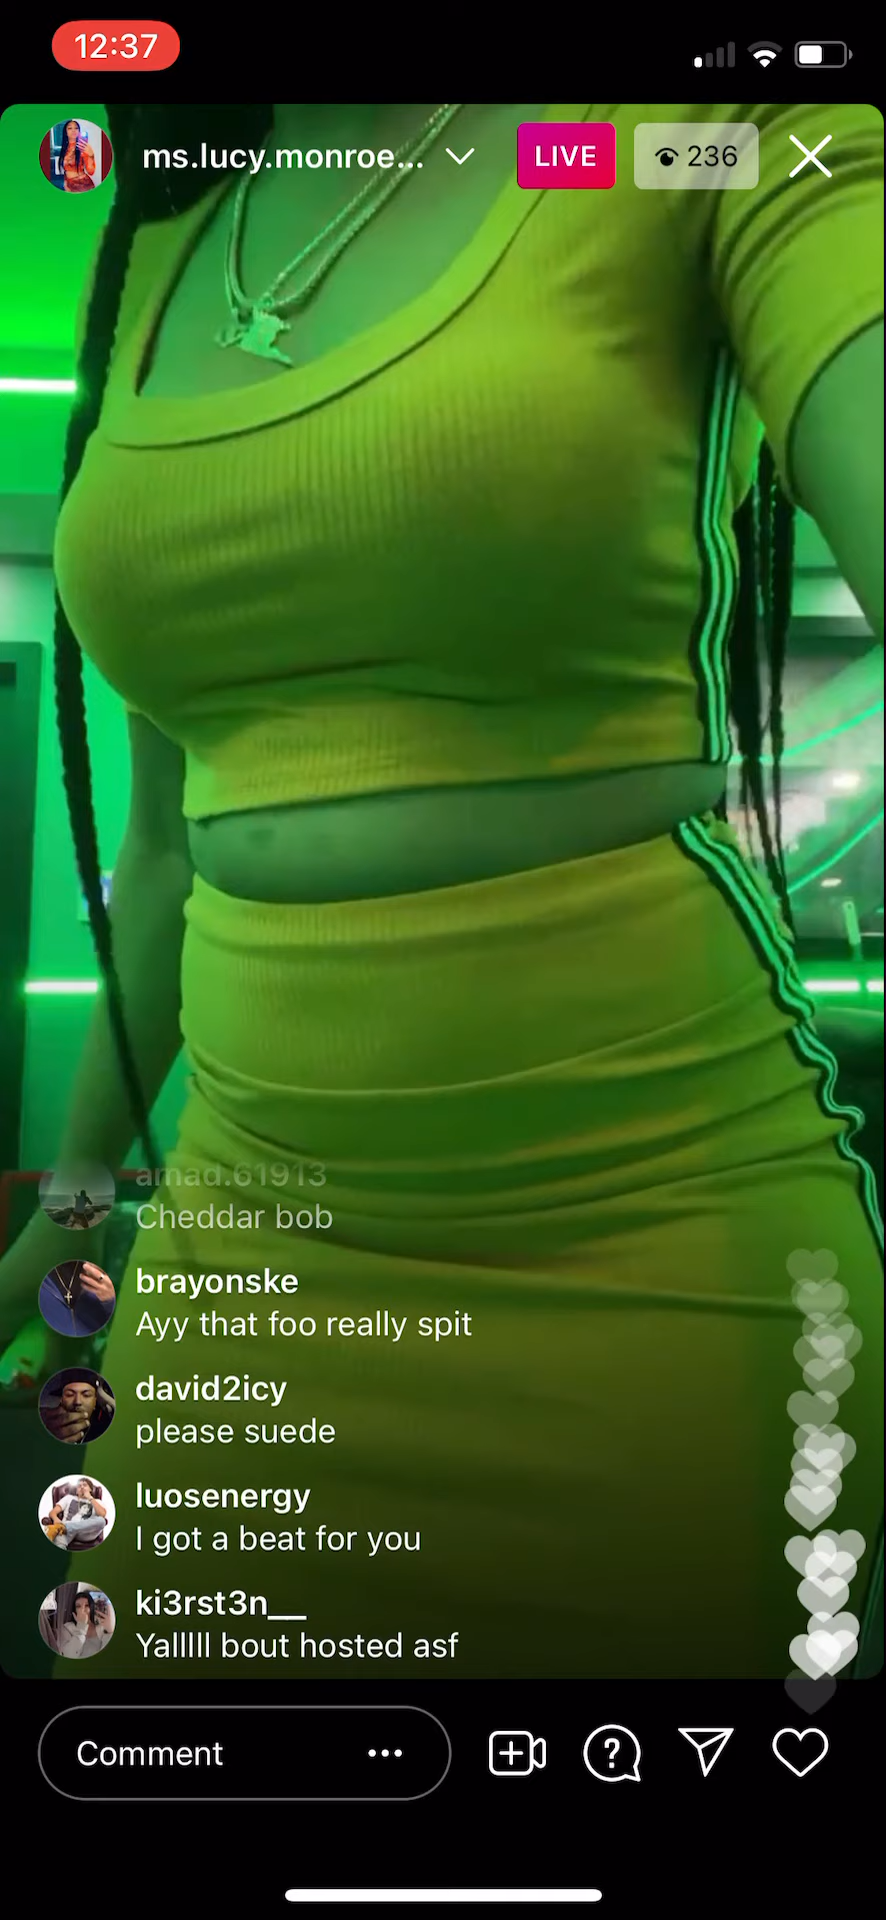 12:37
ms.lucy.monroe...
LIVE
236
amad.61913
Cheddar bob
brayonske
Ayy that foo really spit
david2icy
please suede
luosenergy
I got a beat for you
ki3rst3n__
Yalllll bout hosted asf
Comment